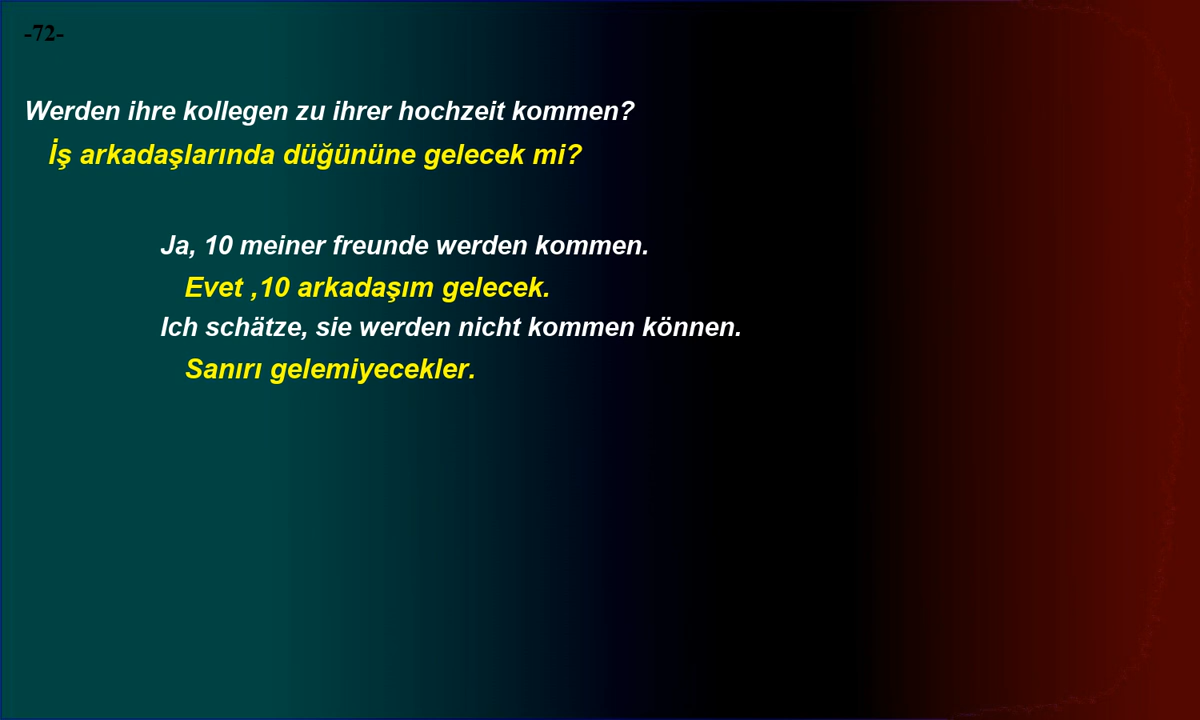 -72-
Werden ihre kollegen zu ihrer hochzeit kommen?
İş arkadaşlarında düğününe gelecek mi?
Ja, 10 meiner freunde werden kommen.
Evet ,10 arkadaşım gelecek.
Ich schätze, sie werden nicht kommen können.
Sanırı gelemiyecekler.